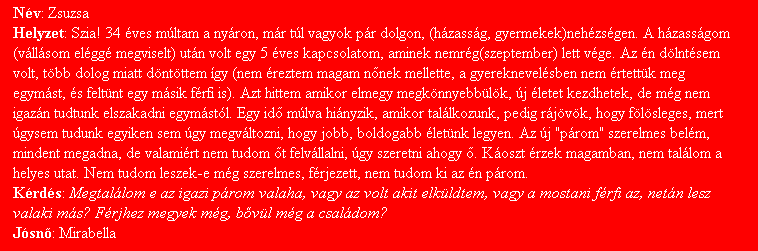 Név: Zsuzsa
Helyzet: Szia! 34 éves múltam a nyáron, már túl vagyok pár dolgon, (házasság, gyermekek)nehézségen. A házasságom
(vállásom eléggé megviselt) után volt egy 5 éves kapcsolatom, aminek nemrég(szeptember) lett vége. Az én dölntésem
volt, több dolog miatt döntöttem így (nem éreztem magam nőnek mellette, a gyereknevelésben nem értettük meg
egymást, és feltünt egy másik férfi is). Azt hittem amikor elmegy megkönnyebbülök, új életet kezdhetek, de még nem
igazán tudtunk elszakadni egymástól. Egy idő múlva hiányzik, amikor találkozunk, pedig rájövök, hogy fölösleges, mert
úgysem tudunk egyiken sem úgy megváltozni, hogy jobb, boldogabb életünk legyen. Az új "párom" szerelmes belém,
mindent megadna, de valamiért nem tudom őt felvállalni, úgy szeretni ahogy ő. Káoszt érzek magamban, nem találom a
helyes utat. Nem tudom leszek-e még szerelmes, férjezett, nem tudom ki az én párom.
Kérdés: Megtalálom e az igazi párom valaha, vagy az volt akit elküldtem, vagy a mostani férfi az, netán lesz
valaki más? Férjhez megyek még, bővül még a családom?
Jósnő: Mirabella